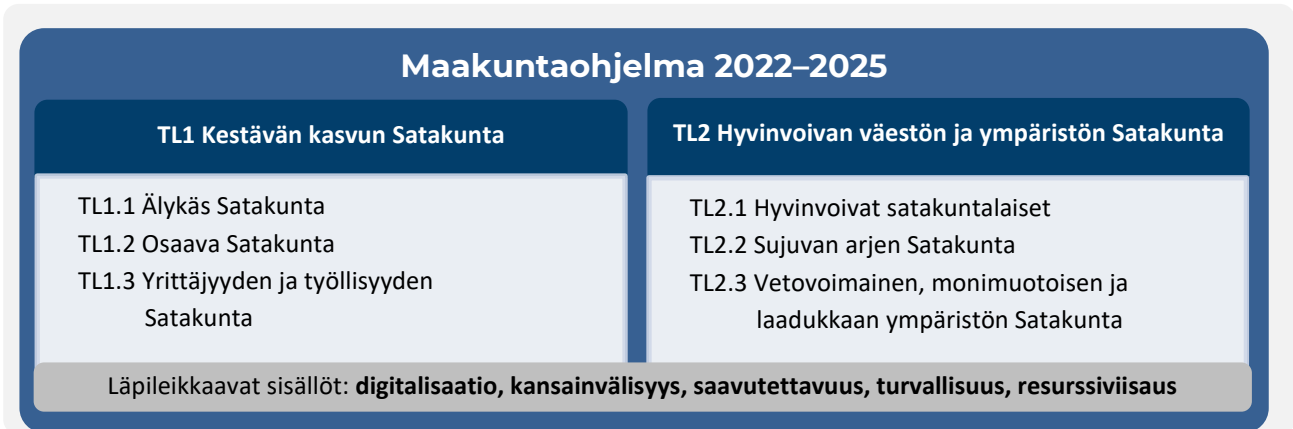 Maakuntaohjelma 2022–2025
TL1 Kestävän kasvun Satakunta
TL1.1 Älykäs Satakunta
TL1.2 Osaava Satakunta
TL1.3 Yrittäjyyden ja työllisyyden
Satakunta
TL2 Hyvinvoivan väestön ja ympäristön Satakunta
TL2.1 Hyvinvoivat satakuntalaiset
TL2.2 Sujuvan arjen Satakunta
TL2.3 Vetovoimainen, monimuotoisen ja
laadukkaan ympäristön Satakunta
Läpileikkaavat sisällöt: digitalisaatio, kansainvälisyys, saavutettavuus, turvallisuus, resurssiviisaus